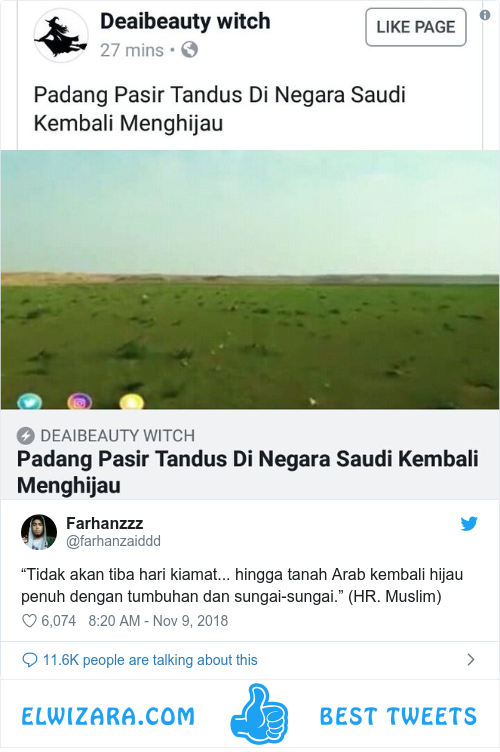 Deaibeauty witch
27 mins •
LIKE PAGE
Padang Pasir Tandus Di Negara Saudi
Kembali Menghijau
DEAIBEAUTY WITCH
Padang Pasir Tandus Di Negara Saudi Kembali
Menghijau
Farhanzzz
@farhanzaiddd
“Tidak akan tiba hari kiamat... hingga tanah Arab kembali hijau
penuh dengan tumbuhan dan sungai-sungai.” (HR. Muslim)
6,074 8:20 AM - Nov 9, 2018
11.6K people are talking about this
ELWIZARA.COM
BEST TWEETS